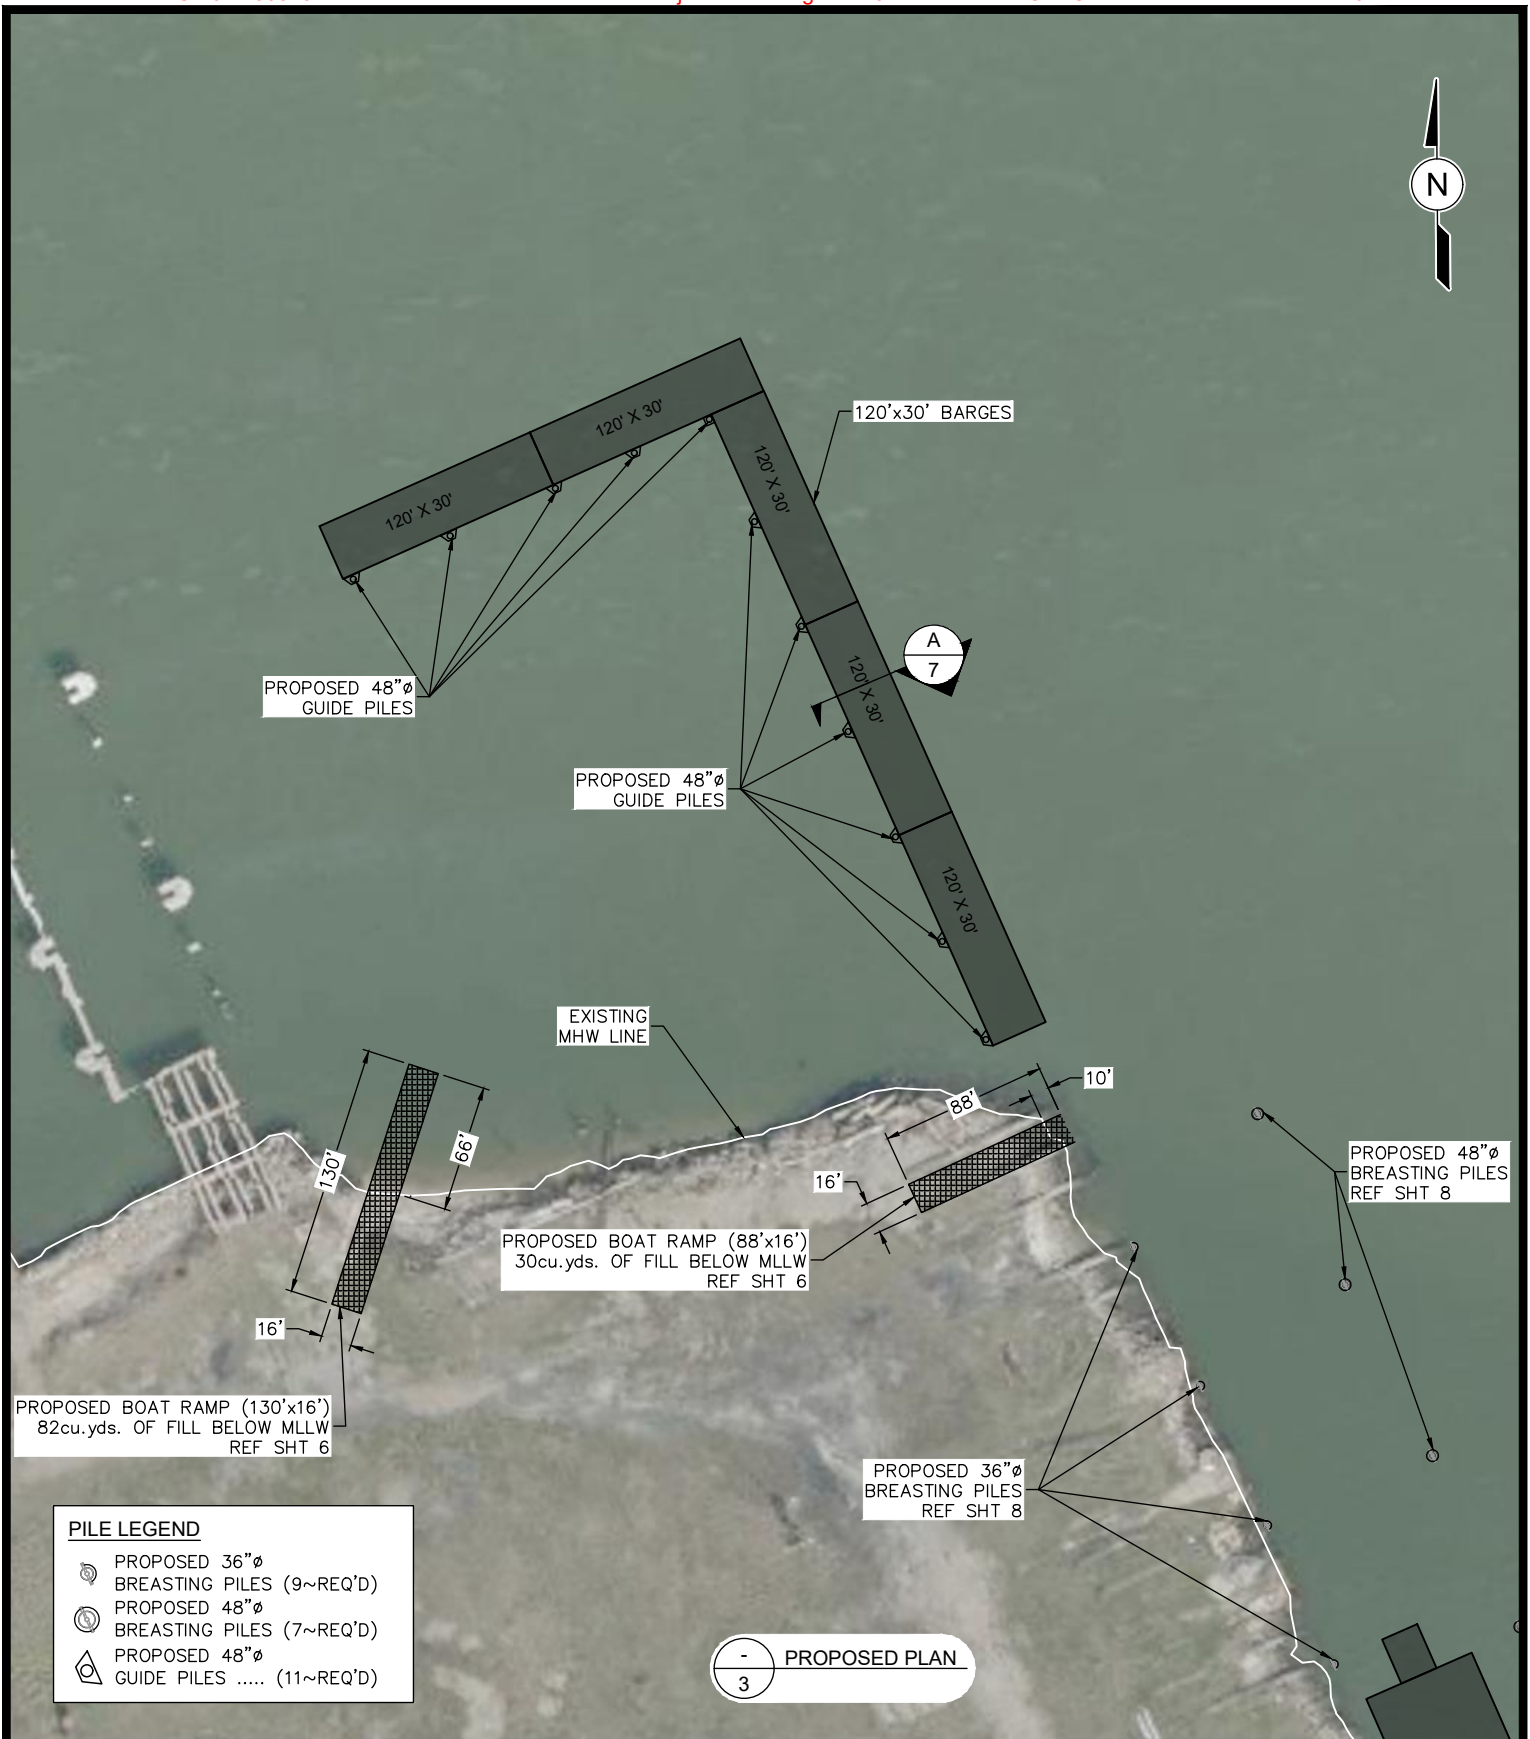 N
120'x30' BARGES
120' X 30'
120' X 30'
120' X 30'
120' X 30'
120' X 30'
A
7
PROPOSED 48"ø
GUIDE PILES
PROPOSED 48"ø
GUIDE PILES
EXISTING
MHW LINE
130'
66'
16'
88'
10'
16'
PROPOSED 48"ø
BREASTING PILES
REF SHT 8
PROPOSED BOAT RAMP (88'x16')
30cu.yds. OF FILL BELOW MLLW
REF SHT 6
PROPOSED BOAT RAMP (130'x16')
82cu.yds. OF FILL BELOW MLLW
REF SHT 6
PROPOSED 36"ø
BREASTING PILES
REF SHT 8
PILE LEGEND
PROPOSED 36"ø
BREASTING PILES (9~REQ'D)
PROPOSED 48"ø
BREASTING PILES (7~REQ'D)
PROPOSED 48"ø
GUIDE PILES ..... (11~REQ'D)
-
3
PROPOSED PLAN